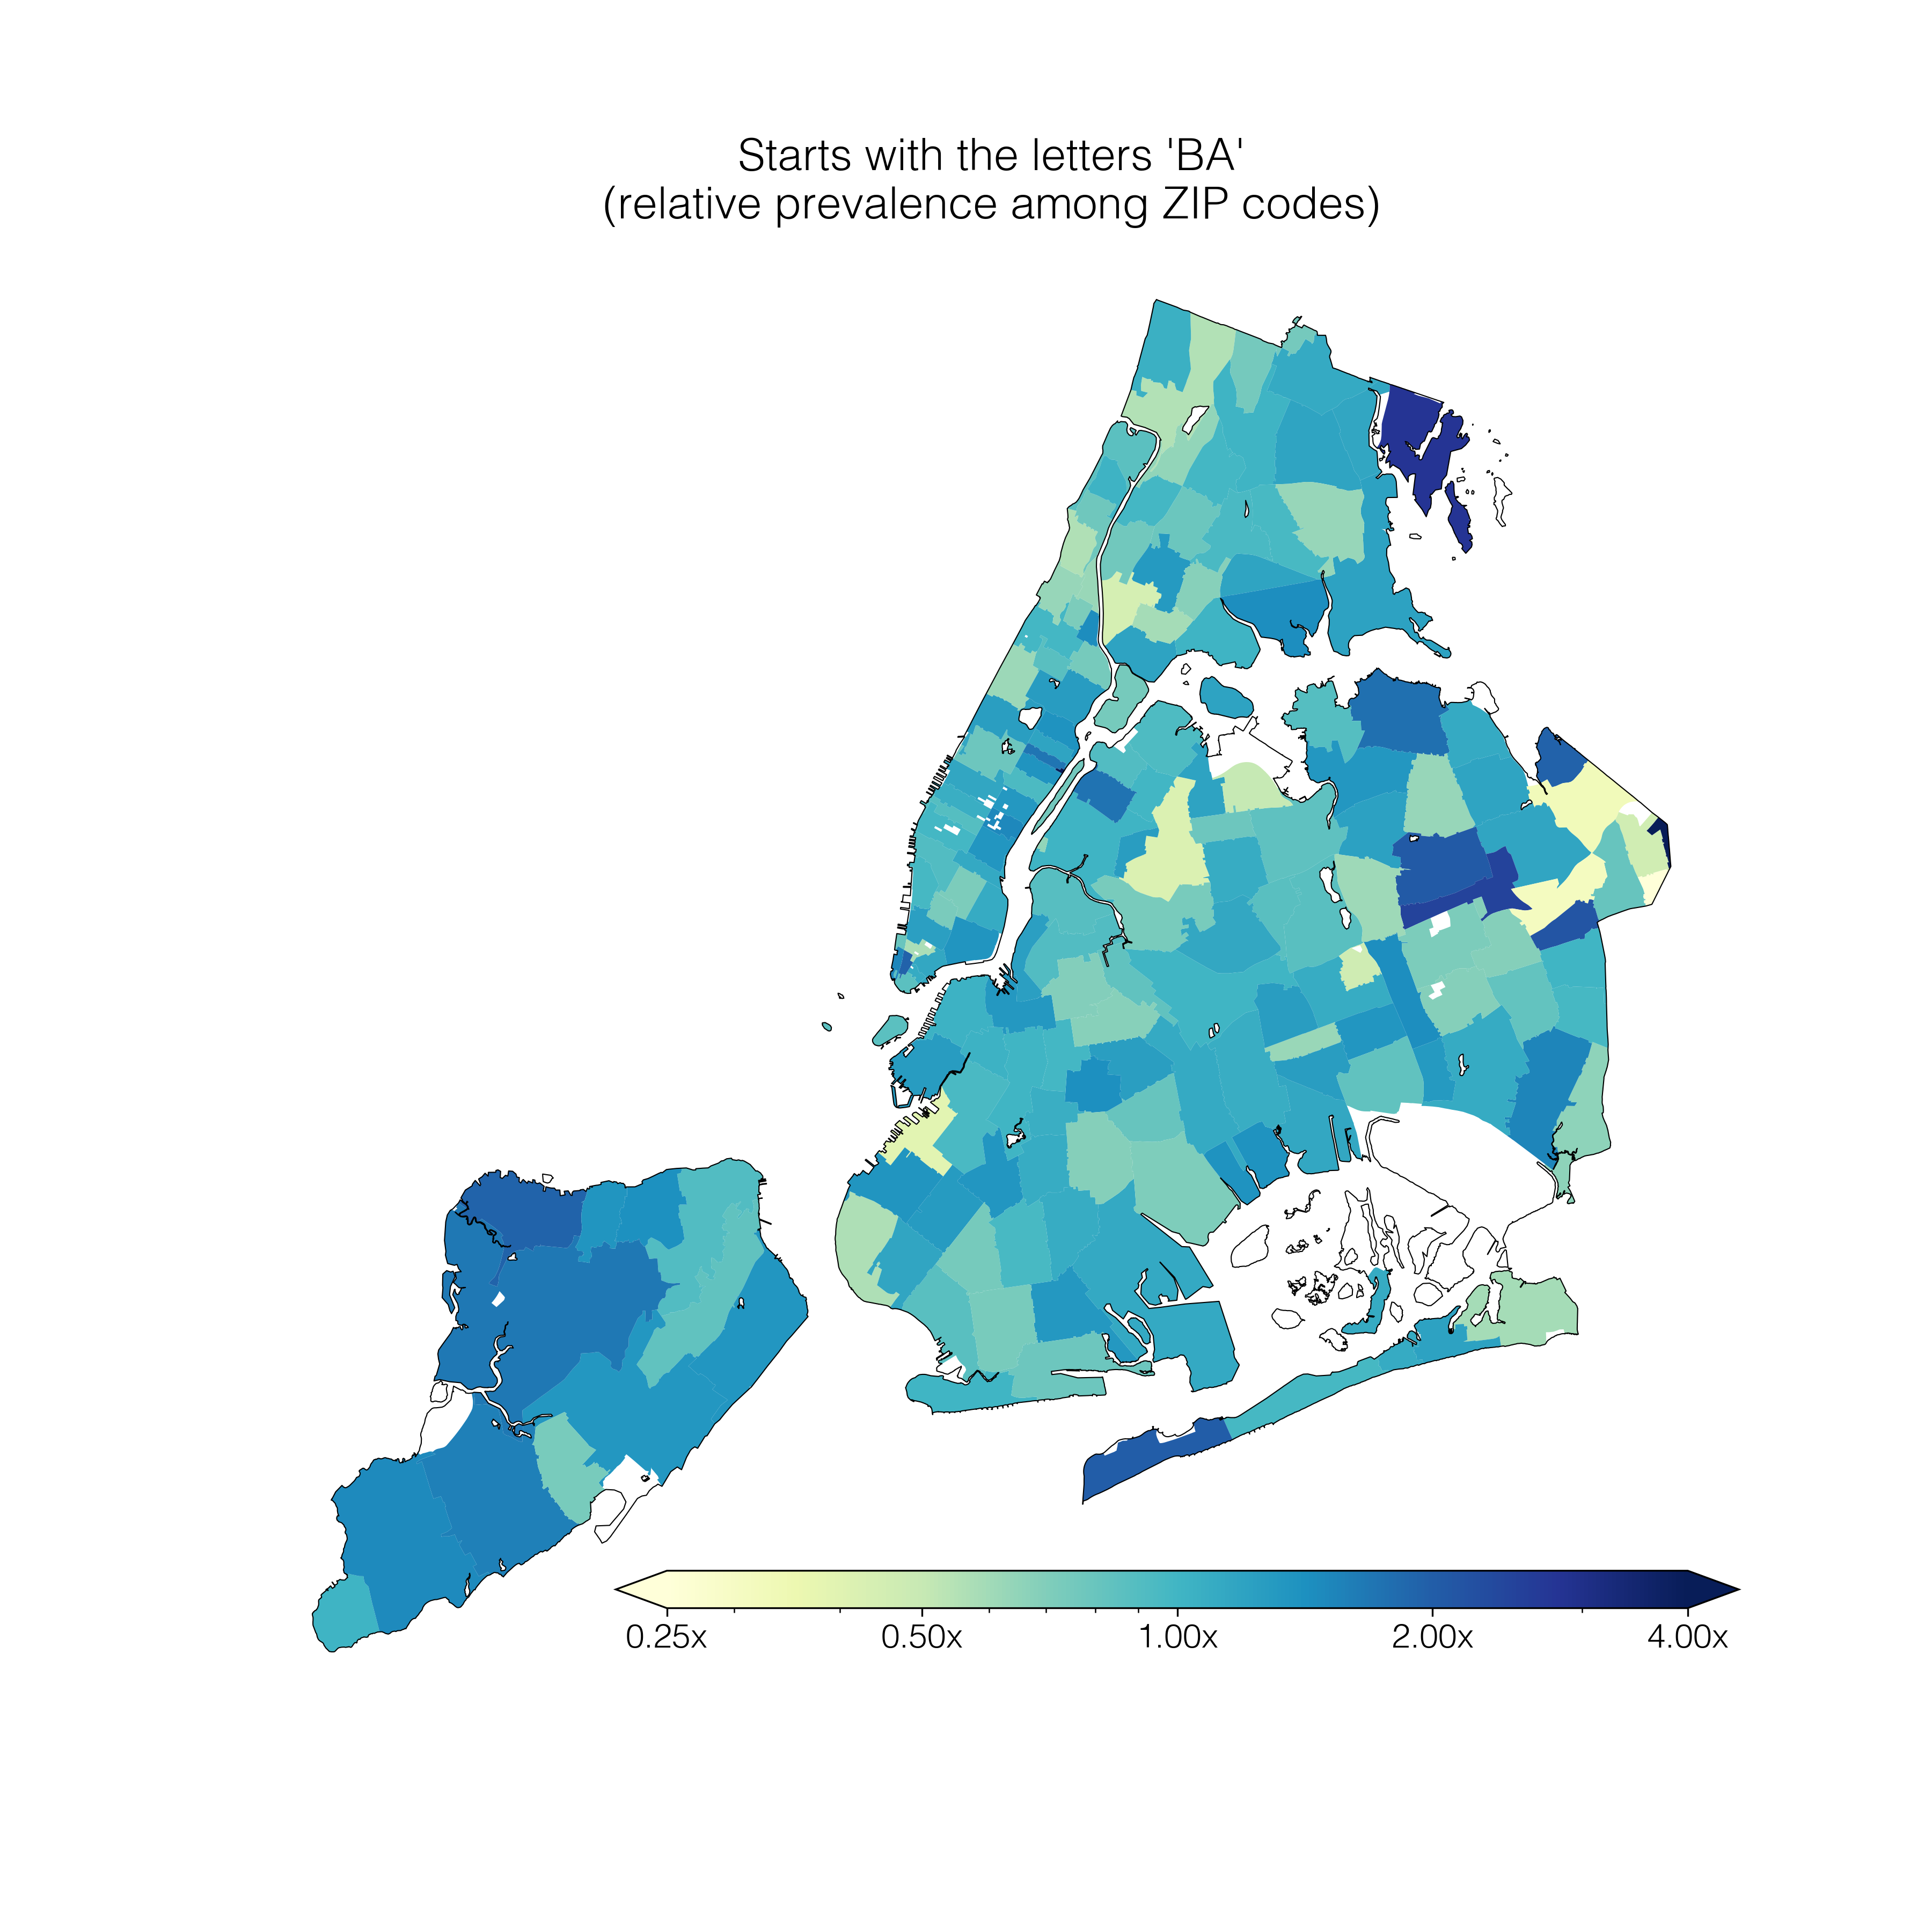 Starts with the letters 'BA'
(relative prevalence among ZIP codes)
0.25x 0.50x 1.00x 2.00x 4.00x